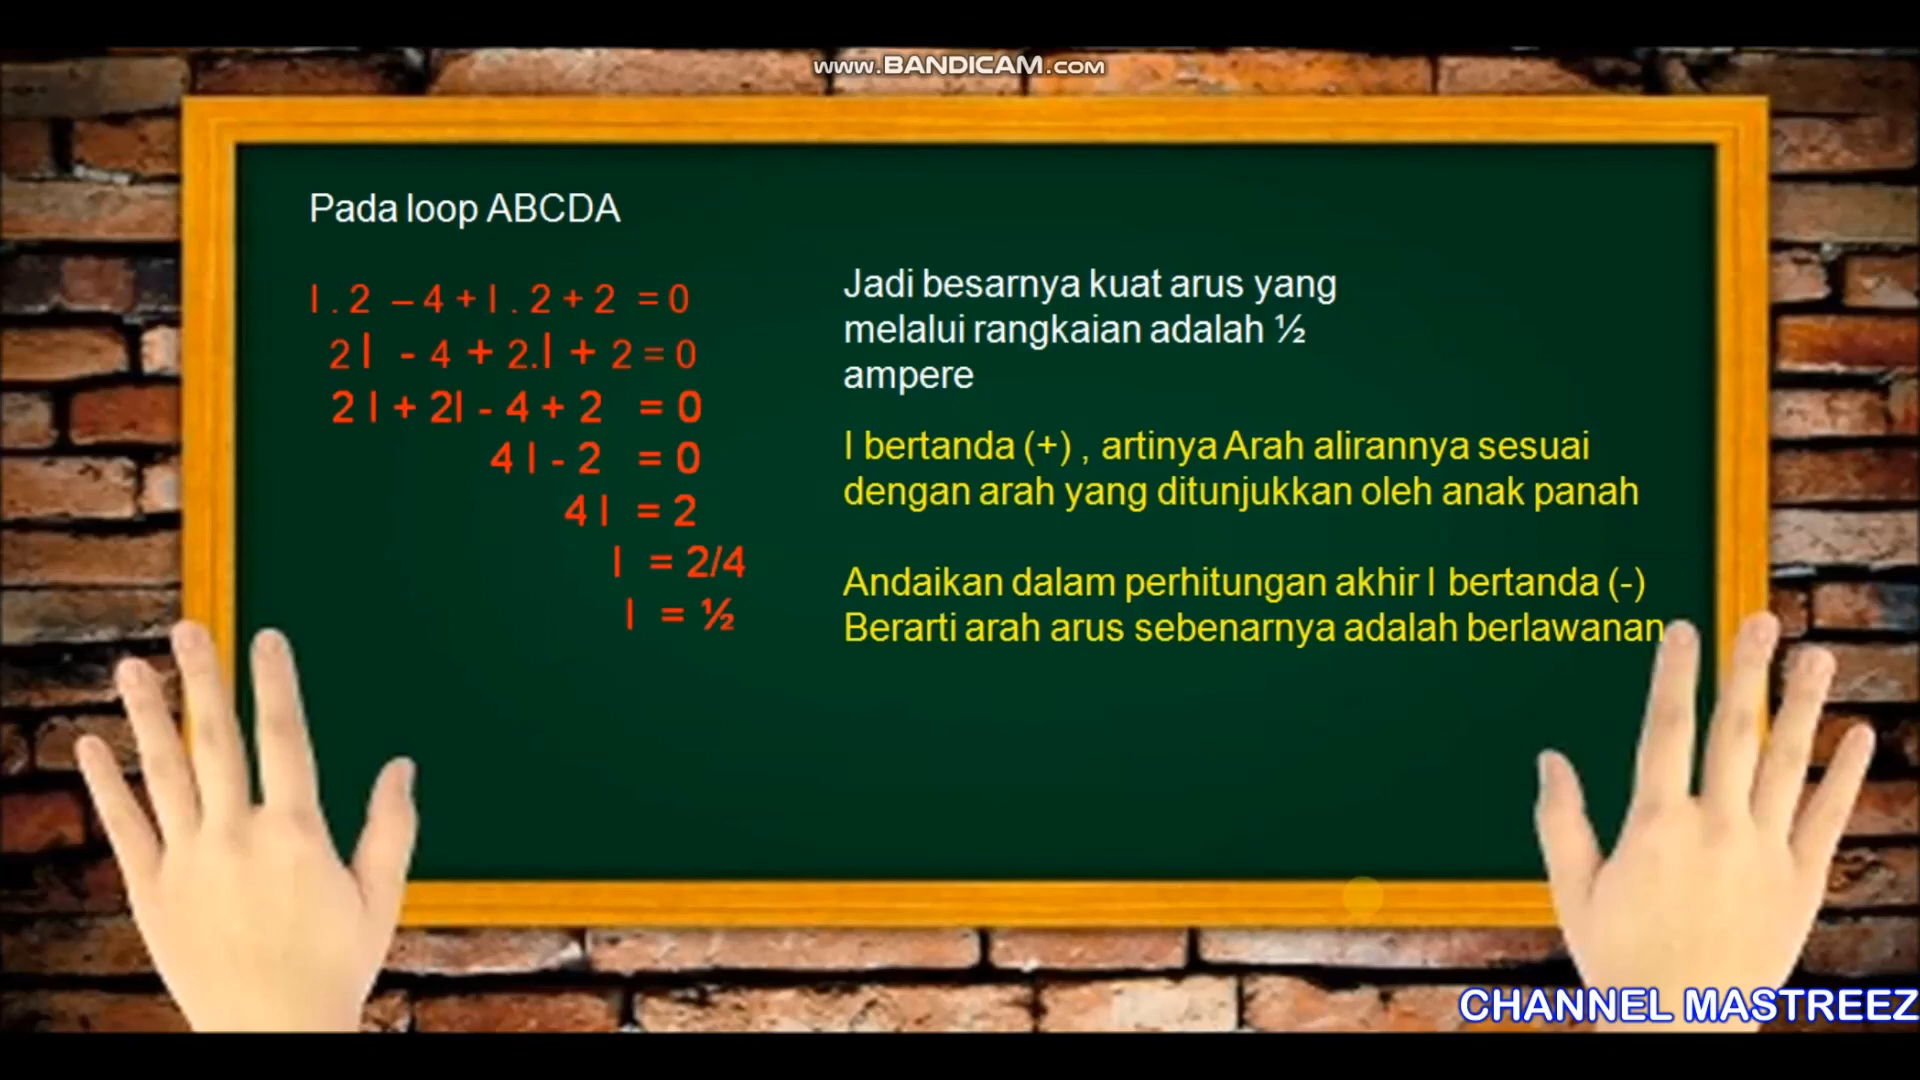 www.BANDICAM.com
Pada loop ABCDA
I . 2 – 4 + I . 2 + 2 = 0
2 I - 4 + 2.I + 2 = 0
2 I + 2I - 4 + 2 = 0
4 I - 2 = 0
4 I = 2
I = 2/4
I = ½
Jadi besarnya kuat arus yang
melalui rangkaian adalah ½
ampere
I bertanda (+) , artinya Arah alirannya sesuai
dengan arah yang ditunjukkan oleh anak panah
Andaikan dalam perhitungan akhir I bertanda (-)
Berarti arah arus sebenarnya adalah berlawanan
CHANNEL MASTREEZ